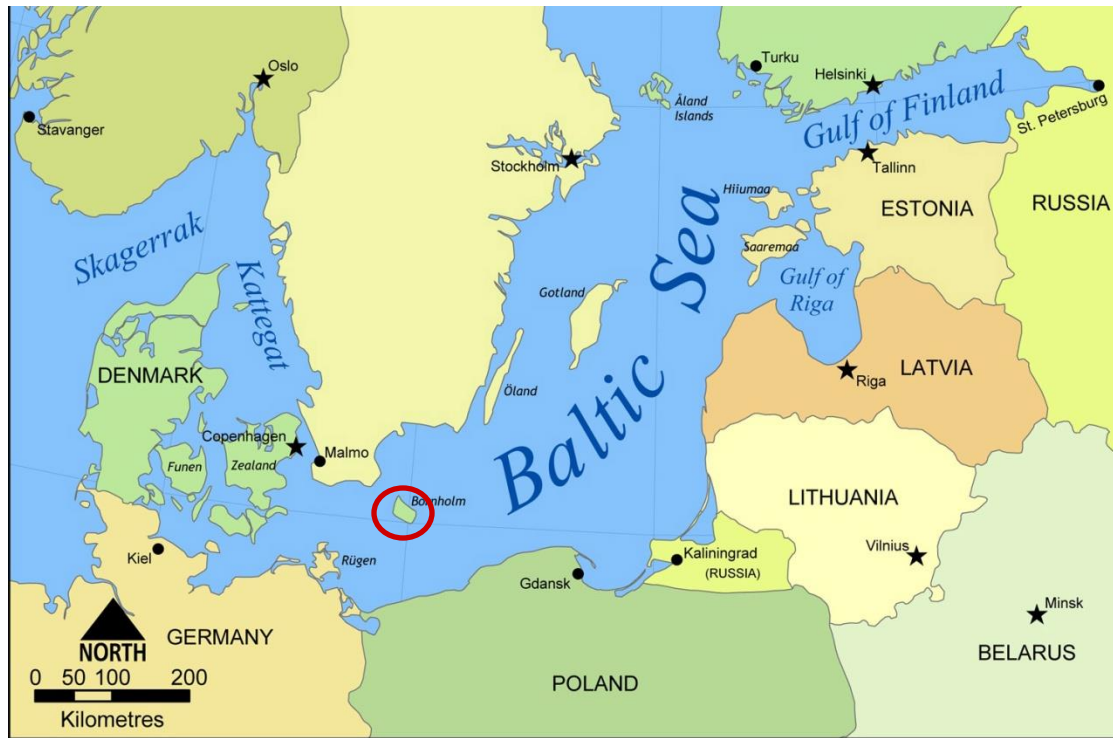 Oslo
Stavanger
Turku
Helsinki
Åland
Islands
Gulf of Finland
St. Petersburg
Stockholm
Tallinn
Hiiumaa
ESTONIA
RUSSIA
Skagerrak
Kattegat
Saaremaa
Gulf of
Riga
Gotland
Baltic Sea
DENMARK
Öland
LATVIA
Riga
Copenhagen
Malmo
Funen
Zealand
Bornholm
LITHUANIA
Vilnius
Kiel
Rügen
Gdansk
Kaliningrad
(RUSSIA)
Minsk
NORTH
GERMANY
BELARUS
POLAND
0 50 100 200
Kilometres